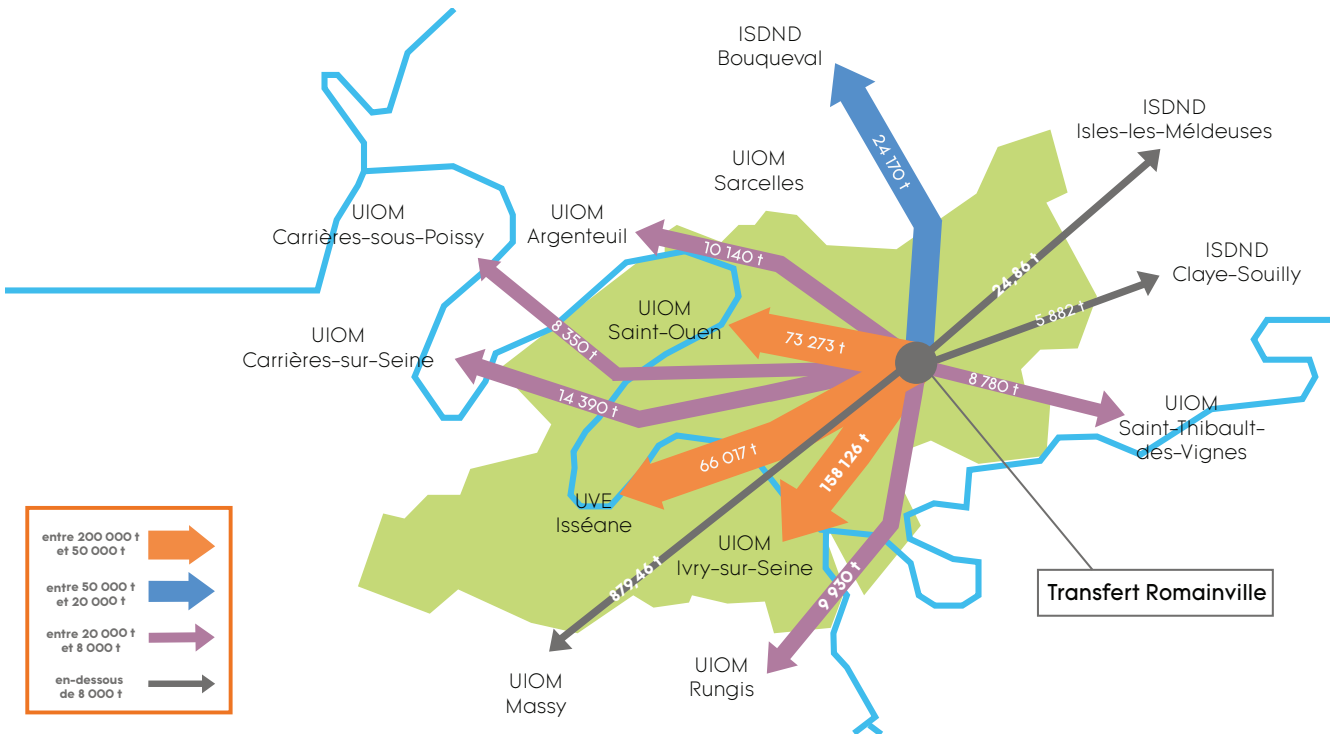 ISDND
Bouqueval
24 170 t
ISDND
Isles-les-Méldeuses
24,86 t
UIOM
Sarcelles
UIOM
Carrières-sous-Poissy
8 350 t
UIOM
Argenteuil
10 140 t
ISDND
Claye-Souilly
5 882 t
UIOM
Saint-Ouen
73 273 t
UIOM
Carrières-sur-Seine
14 390 t
8 780 t
UIOM
Saint-Thibault-
des-Vignes
66 017 t
UVE
Isséane
158 126 t
UIOM
Ivry-sur-Seine
879,46 t
9 930 t
UIOM
Massy
UIOM
Rungis
Transfert Romainville
entre 200 000 t
et 50 000 t
entre 50 000 t
et 20 000 t
entre 20 000 t
et 8 000 t
en-dessous
de 8 000 t